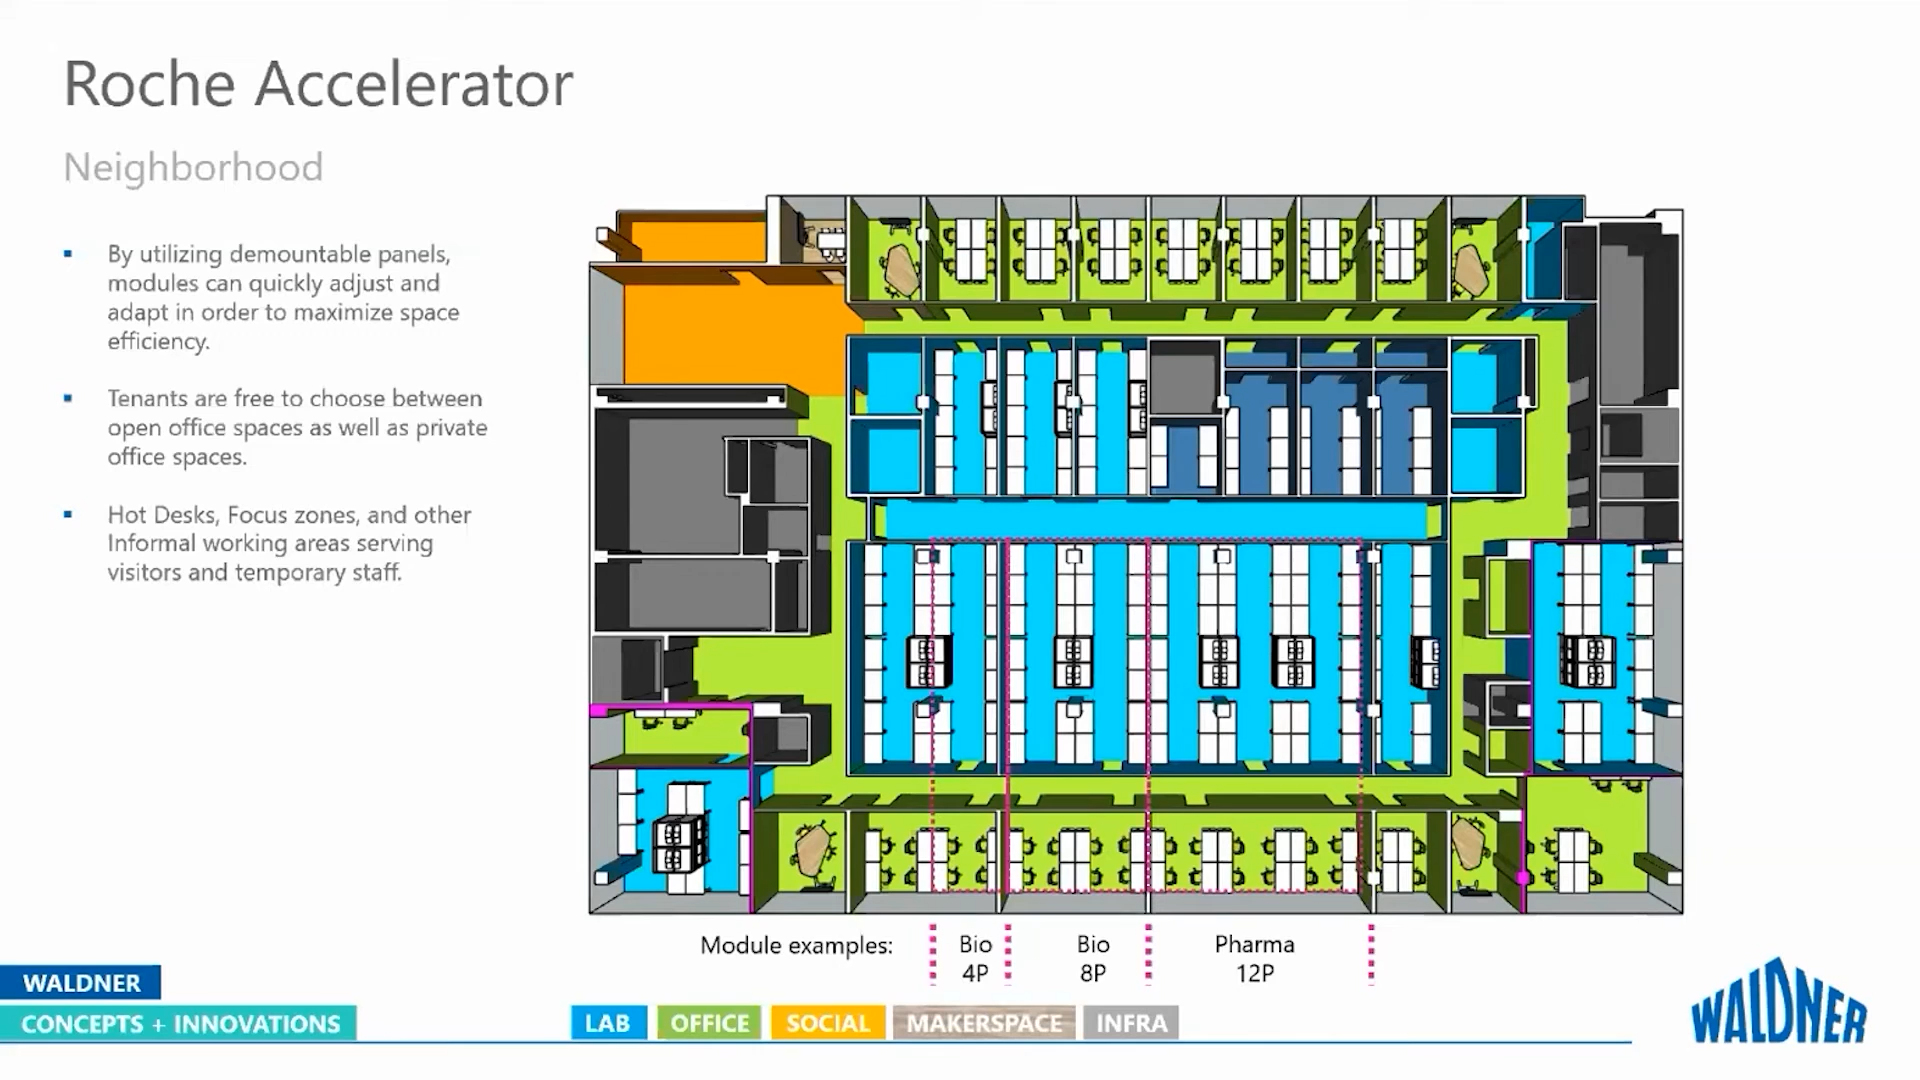 Roche Accelerator
Neighborhood
▪ By utilizing demountable panels,
modules can quickly adjust and
adapt in order to maximize space
efficiency.
▪ Tenants are free to choose between
open office spaces as well as private
office spaces.
▪ Hot Desks, Focus zones, and other
Informal working areas serving
visitors and temporary staff.
Module examples:
Bio
4P
Bio
8P
Pharma
12P
WALDNER
CONCEPTS + INNOVATIONS
LAB
OFFICE
SOCIAL
MAKERSPACE
INFRA
WALDNER